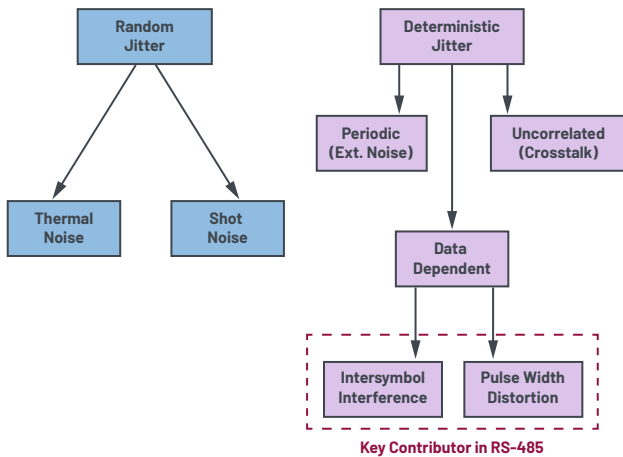 Random
Jitter
Deterministic
Jitter
Periodic
(Ext. Noise)
Uncorrelated
(Crosstalk)
Thermal
Noise
Shot
Noise
Data
Dependent
Intersymbol
Interference
Pulse Width
Distortion
Key Contributor in RS-485